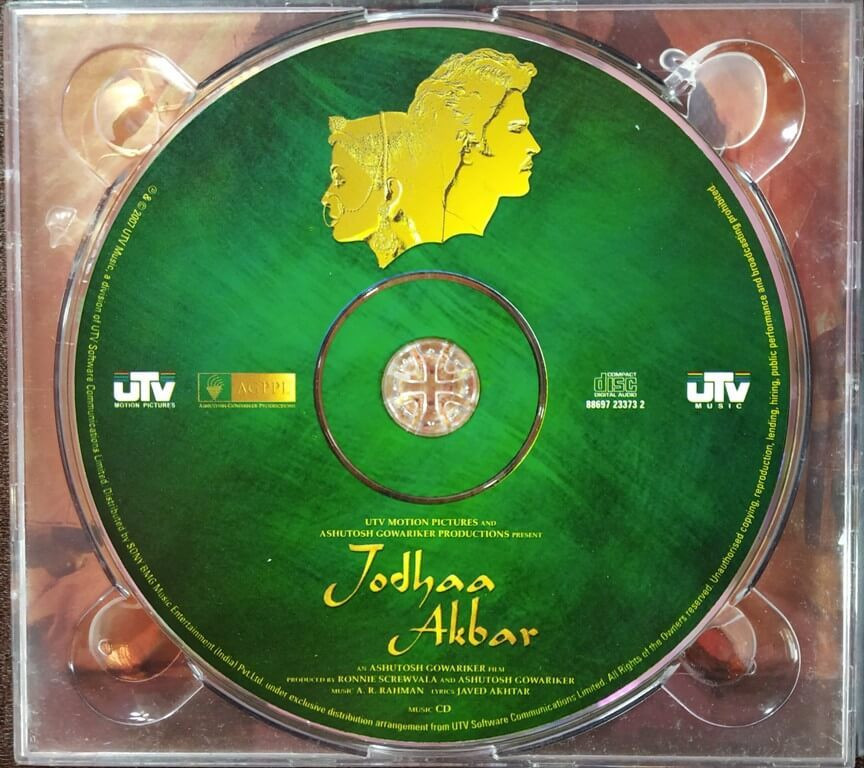 UTV
MOTION PICTURES
AGPPL
ASHUTOSH GOWARIKER PRODUCTIONS
COMPACT
disc
DIGITAL AUDIO
88697 23373 2
UTV
MUSIC
UTV MOTION PICTURES AND
ASHUTOSH GOWARIKER PRODUCTIONS PRESENT
Jodhaa
Akbar
AN ASHUTOSH GOWARIKER FILM
PRODUCED BY RONNIE SCREWVALA AND ASHUTOSH GOWARIKER
MUSIC A. R. RAHMAN LYRICS JAVED AKHTAR
MUSIC CD
℗ & © 2007 UTV Music, a division of UTV Software Communications Limited. Distributed by SONY BMG Music Entertainment (India) Pvt.Ltd. under exclusive distribution arrangement from UTV Software Communications Limited. All Rights of the Owners reserved. Unauthorised copying, reproduction, lending, hiring, public performance and broadcasting prohibited.